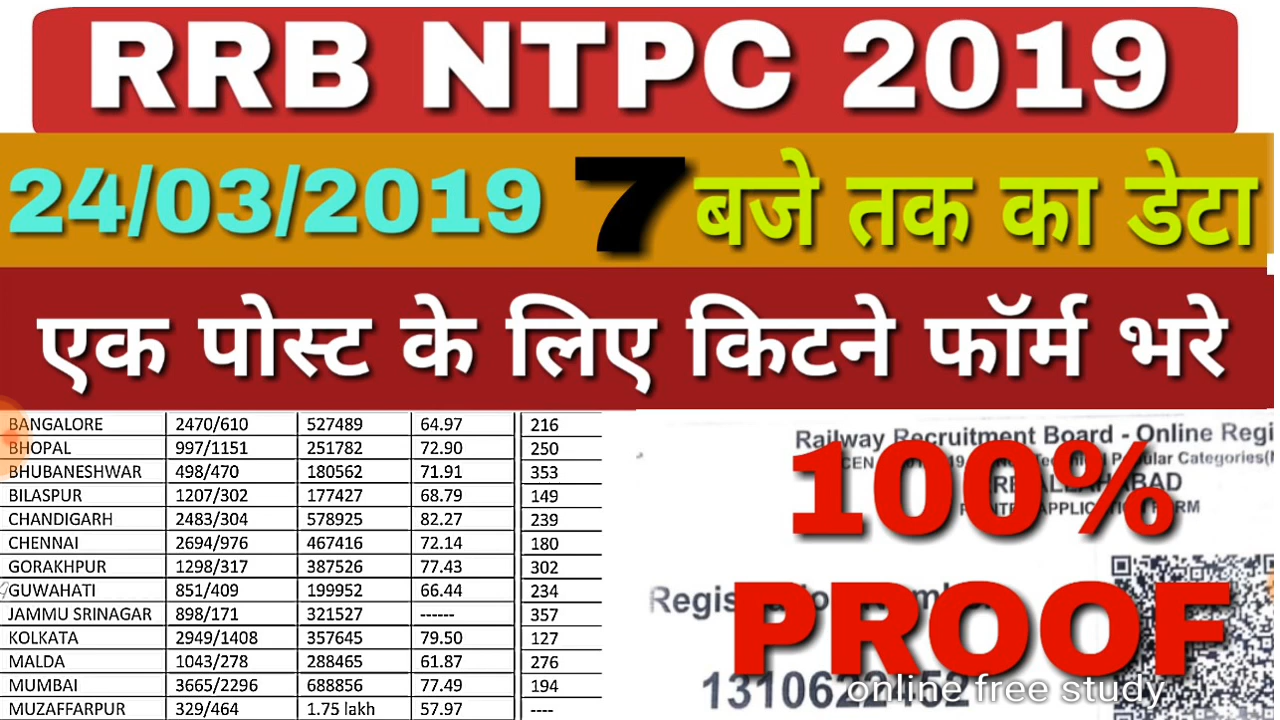 RRB NTPC 2019
24/03/2019 7 बजे तक का डेटा
एक पोस्ट के लिए किटने फॉर्म भरे
BANGALORE 2470/610 527489 64.97 216
BHOPAL 997/1151 251782 72.90 250
BHUBANESHWAR 498/470 180562 71.91 353
BILASPUR 1207/302 177427 68.79 149
CHANDIGARH 2483/304 578925 82.27 239
CHENNAI 2694/976 467416 72.14 180
GORAKHPUR 1298/317 387526 77.43 302
GUWAHATI 851/409 199952 66.44 234
JAMMU SRINAGAR 898/171 321527 ------ 357
KOLKATA 2949/1408 357645 79.50 127
MALDA 1043/278 288465 61.87 276
MUMBAI 3665/2296 688856 77.49 194
MUZAFFARPUR 329/464 1.75 lakh 57.97 ----
Railway Recruitment Board - Online Regi
100%
PROOF
online free study